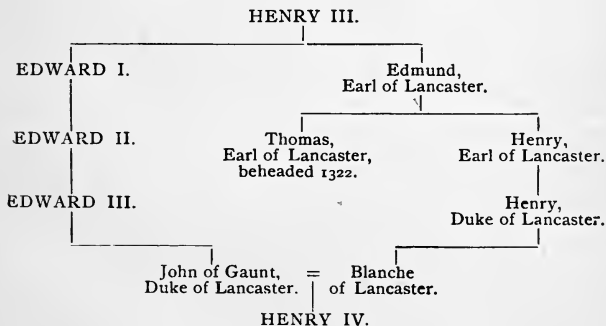 HENRY III.
EDWARD I.
Edmund,
Earl of Lancaster.
EDWARD II.
Thomas,
Earl of Lancaster,
beheaded 1322.
Henry,
Earl of Lancaster.
EDWARD III.
Henry,
Duke of Lancaster.
John of Gaunt,
Duke of Lancaster.
=
Blanche
of Lancaster.
HENRY IV.